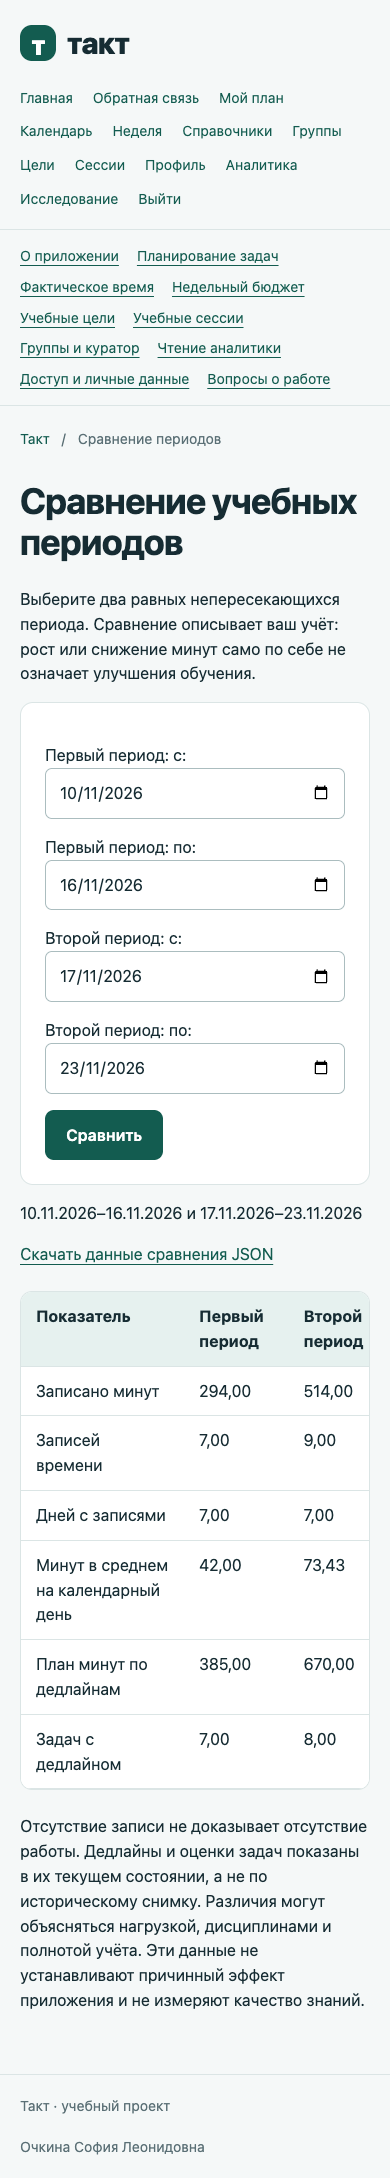 т такт
Главная Обратная связь Мой план
Календарь Неделя Справочники Группы
Цели Сессии Профиль Аналитика
Исследование Выйти
О приложении Планирование задач
Фактическое время Недельный бюджет
Учебные цели Учебные сессии
Группы и куратор Чтение аналитики
Доступ и личные данные Вопросы о работе
Такт / Сравнение периодов
Сравнение учебных
периодов
Выберите два равных непересекающихся
периода. Сравнение описывает ваш учёт:
рост или снижение минут само по себе не
означает улучшения обучения.
Первый период: с:
10/11/2026
Первый период: по:
16/11/2026
Второй период: с:
17/11/2026
Второй период: по:
23/11/2026
Сравнить
10.11.2026–16.11.2026 и 17.11.2026–23.11.2026
Скачать данные сравнения JSON
Показатель Первый период Второй период
Записано минут 294,00 514,00
Записей времени 7,00 9,00
Дней с записями 7,00 7,00
Минут в среднем на календарный день 42,00 73,43
План минут по дедлайнам 385,00 670,00
Задач с дедлайном 7,00 8,00
Отсутствие записи не доказывает отсутствие
работы. Дедлайны и оценки задач показаны
в их текущем состоянии, а не по
историческому снимку. Различия могут
объясняться нагрузкой, дисциплинами и
полнотой учёта. Эти данные не
устанавливают причинный эффект
приложения и не измеряют качество знаний.
Такт · учебный проект
Очкина София Леонидовна